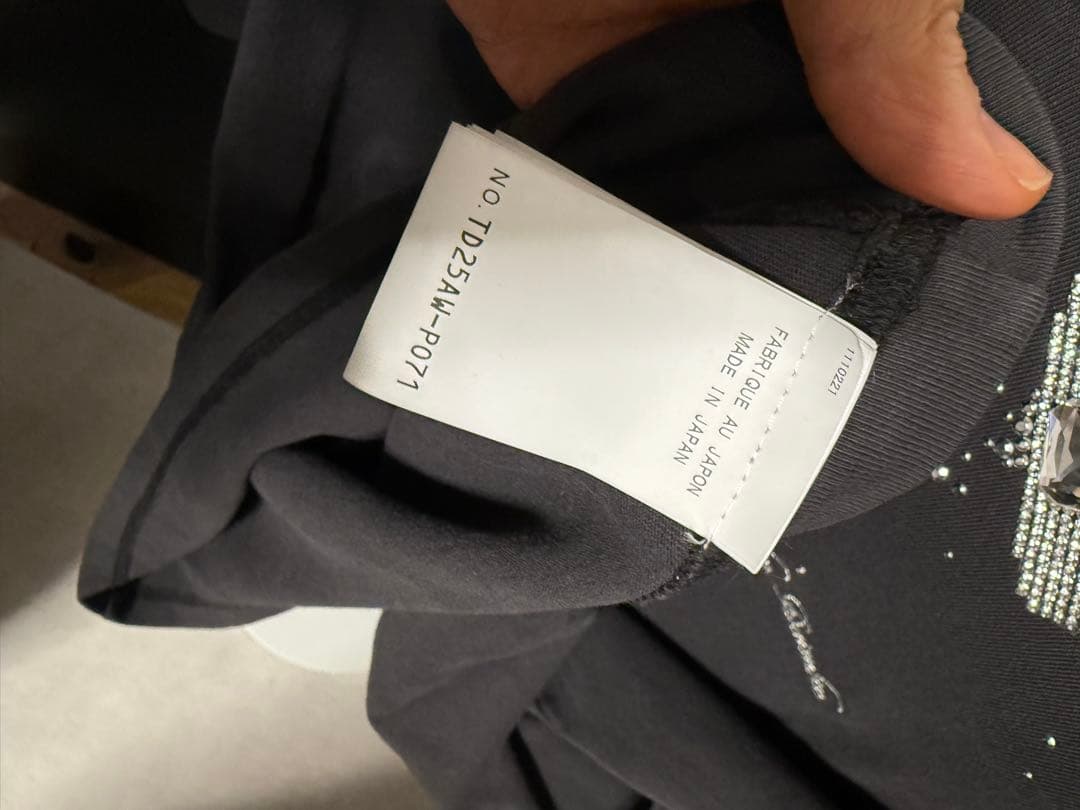 1110221
FABRIQUE AU JAPON
MADE IN JAPAN
NO. TD25AW-P071